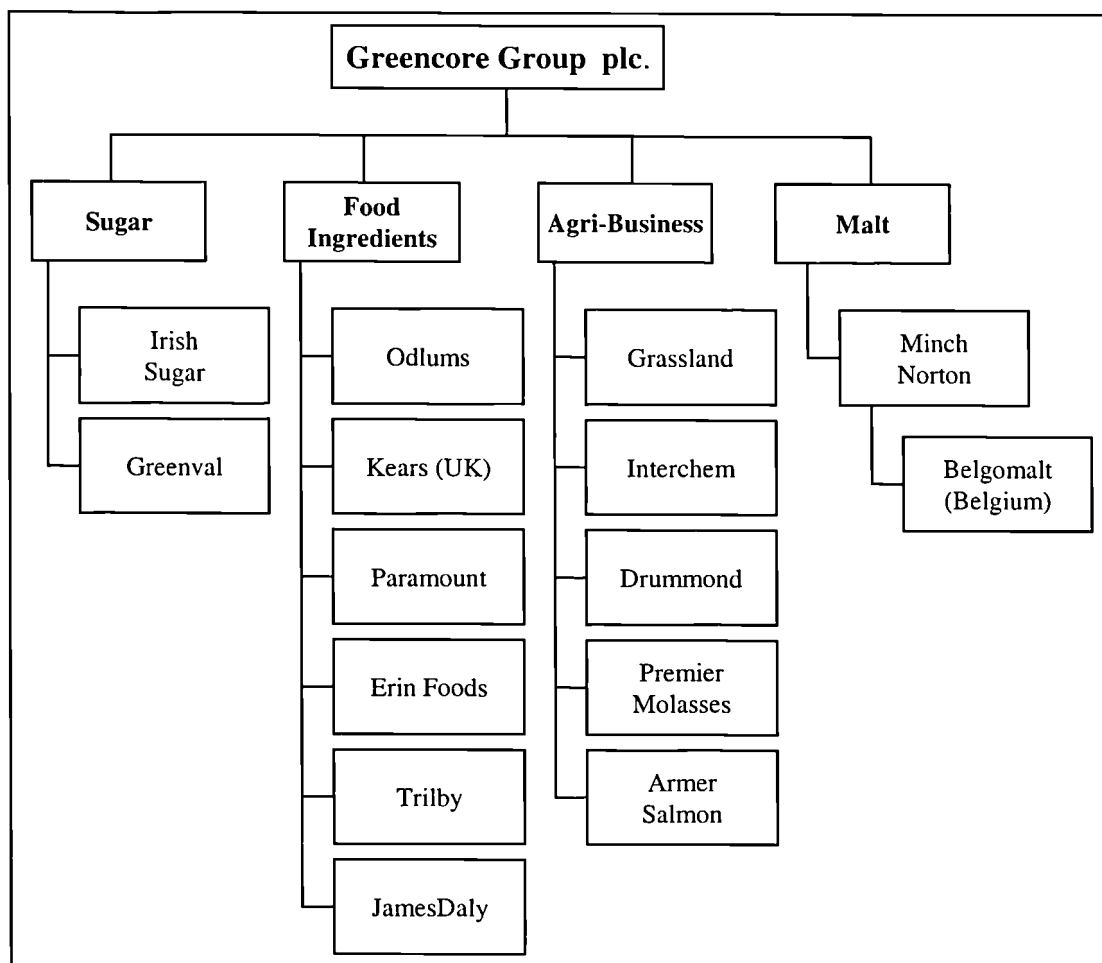 Greencore Group plc.
Sugar
Food
Ingredients
Agri-Business
Malt
Irish
Sugar
Greenval
Odlums
Kears (UK)
Paramount
Erin Foods
Trilby
JamesDaly
Grassland
Interchem
Drummond
Premier
Molasses
Armer
Salmon
Minch
Norton
Belgomalt
(Belgium)